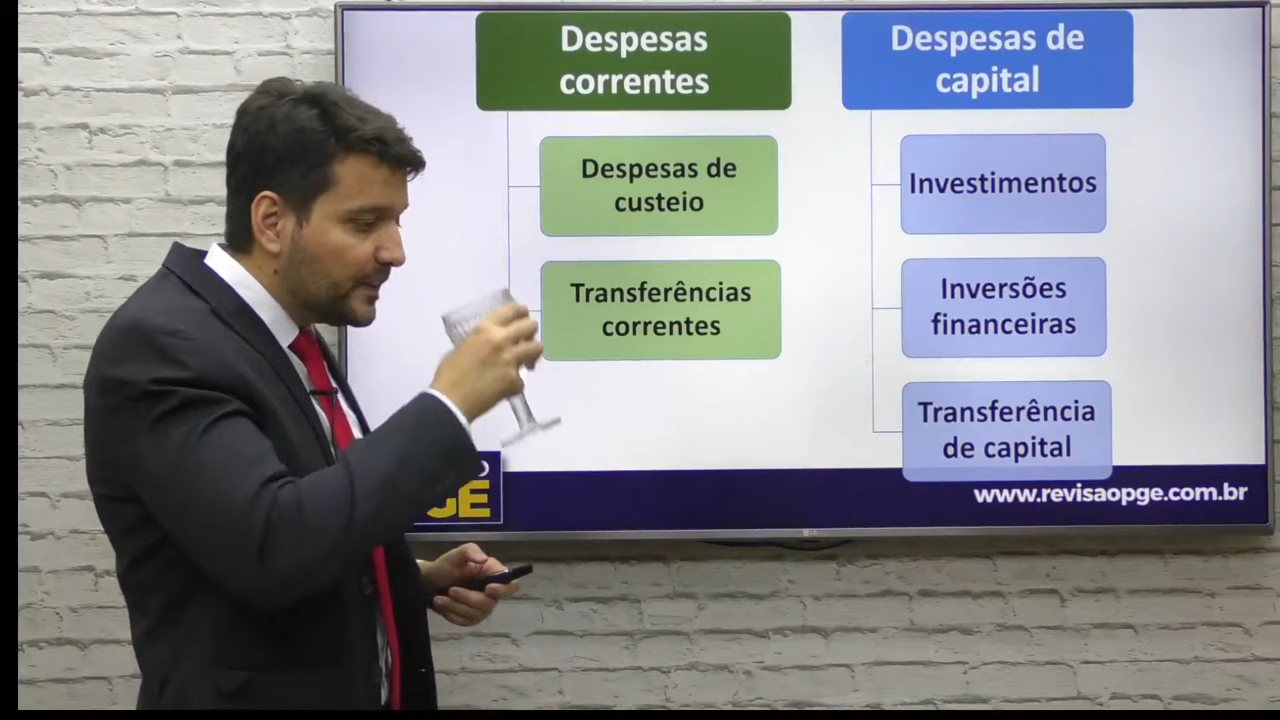 Despesas
correntes
Despesas de
custeio
Transferências
correntes
Despesas de
capital
Investimentos
Inversões
financeiras
Transferência
de capital
www.revisaopge.com.br